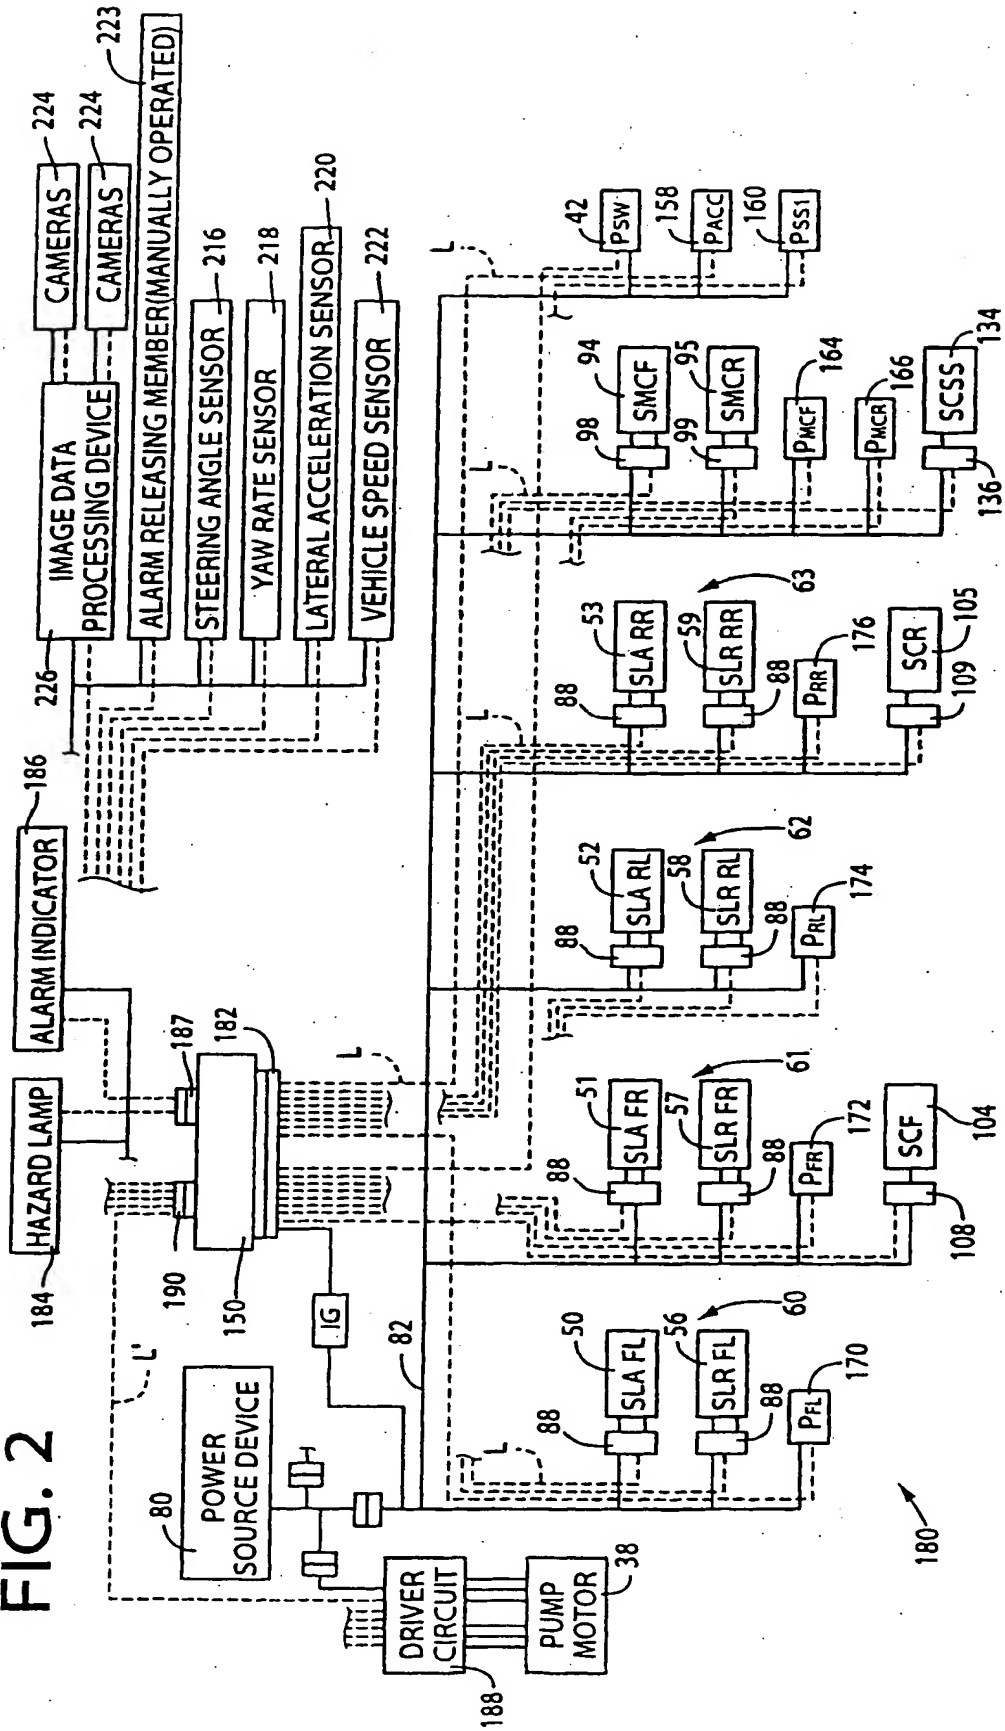 FIG. 2
184
HAZARD LAMP
ALARM INDICATOR
186
226
IMAGE DATA
PROCESSING DEVICE
CAMERAS
224
CAMERAS
224
ALARM RELEASING MEMBER(MANUALLY OPERATED)
223
STEERING ANGLE SENSOR
216
YAW RATE SENSOR
218
LATERAL ACCELERATION SENSOR
220
VEHICLE SPEED SENSOR
222
L'
190
187
150
182
80
POWER
SOURCE DEVICE
IG
82
L
L
L
L
L
DRIVER
CIRCUIT
188
PUMP
MOTOR
38
88
SLA FL
50
88
SLR FL
56
60
PFL
170
88
SLA FR
51
88
SLR FR
57
61
PFR
172
SCF
104
108
88
SLA RL
52
88
SLR RL
58
62
PRL
174
88
SLA RR
53
88
SLR RR
59
63
PRR
176
SCR
105
109
98
SMCF
94
99
SMCR
95
PMCF
164
PMCR
166
SCSS
134
136
42
PSW
158
PACC
160
PSS1
180